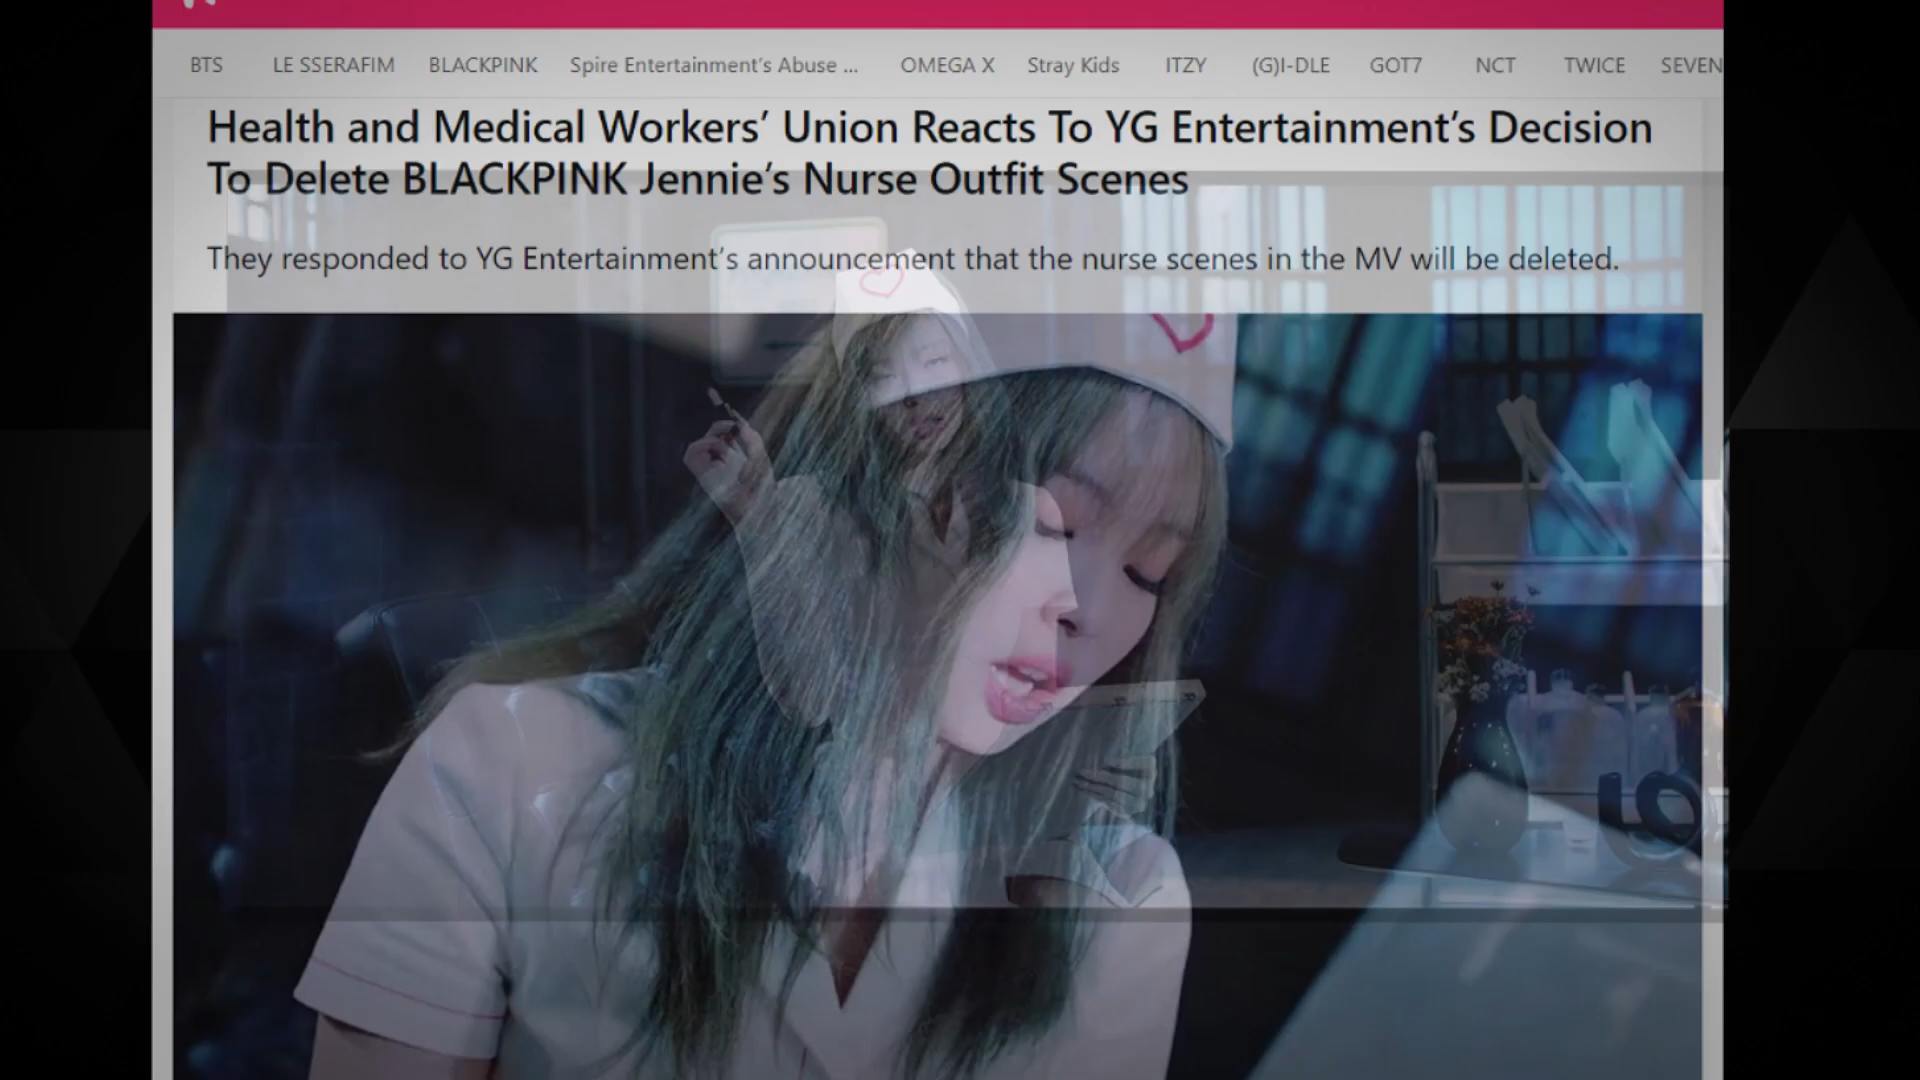 BTS LE SSERAFIM BLACKPINK Spire Entertainment's Abuse ... OMEGA X Stray Kids ITZY (G)I-DLE GOT7 NCT TWICE SEVEN
Health and Medical Workers’ Union Reacts To YG Entertainment’s Decision
To Delete BLACKPINK Jennie’s Nurse Outfit Scenes
They responded to YG Entertainment’s announcement that the nurse scenes in the MV will be deleted.